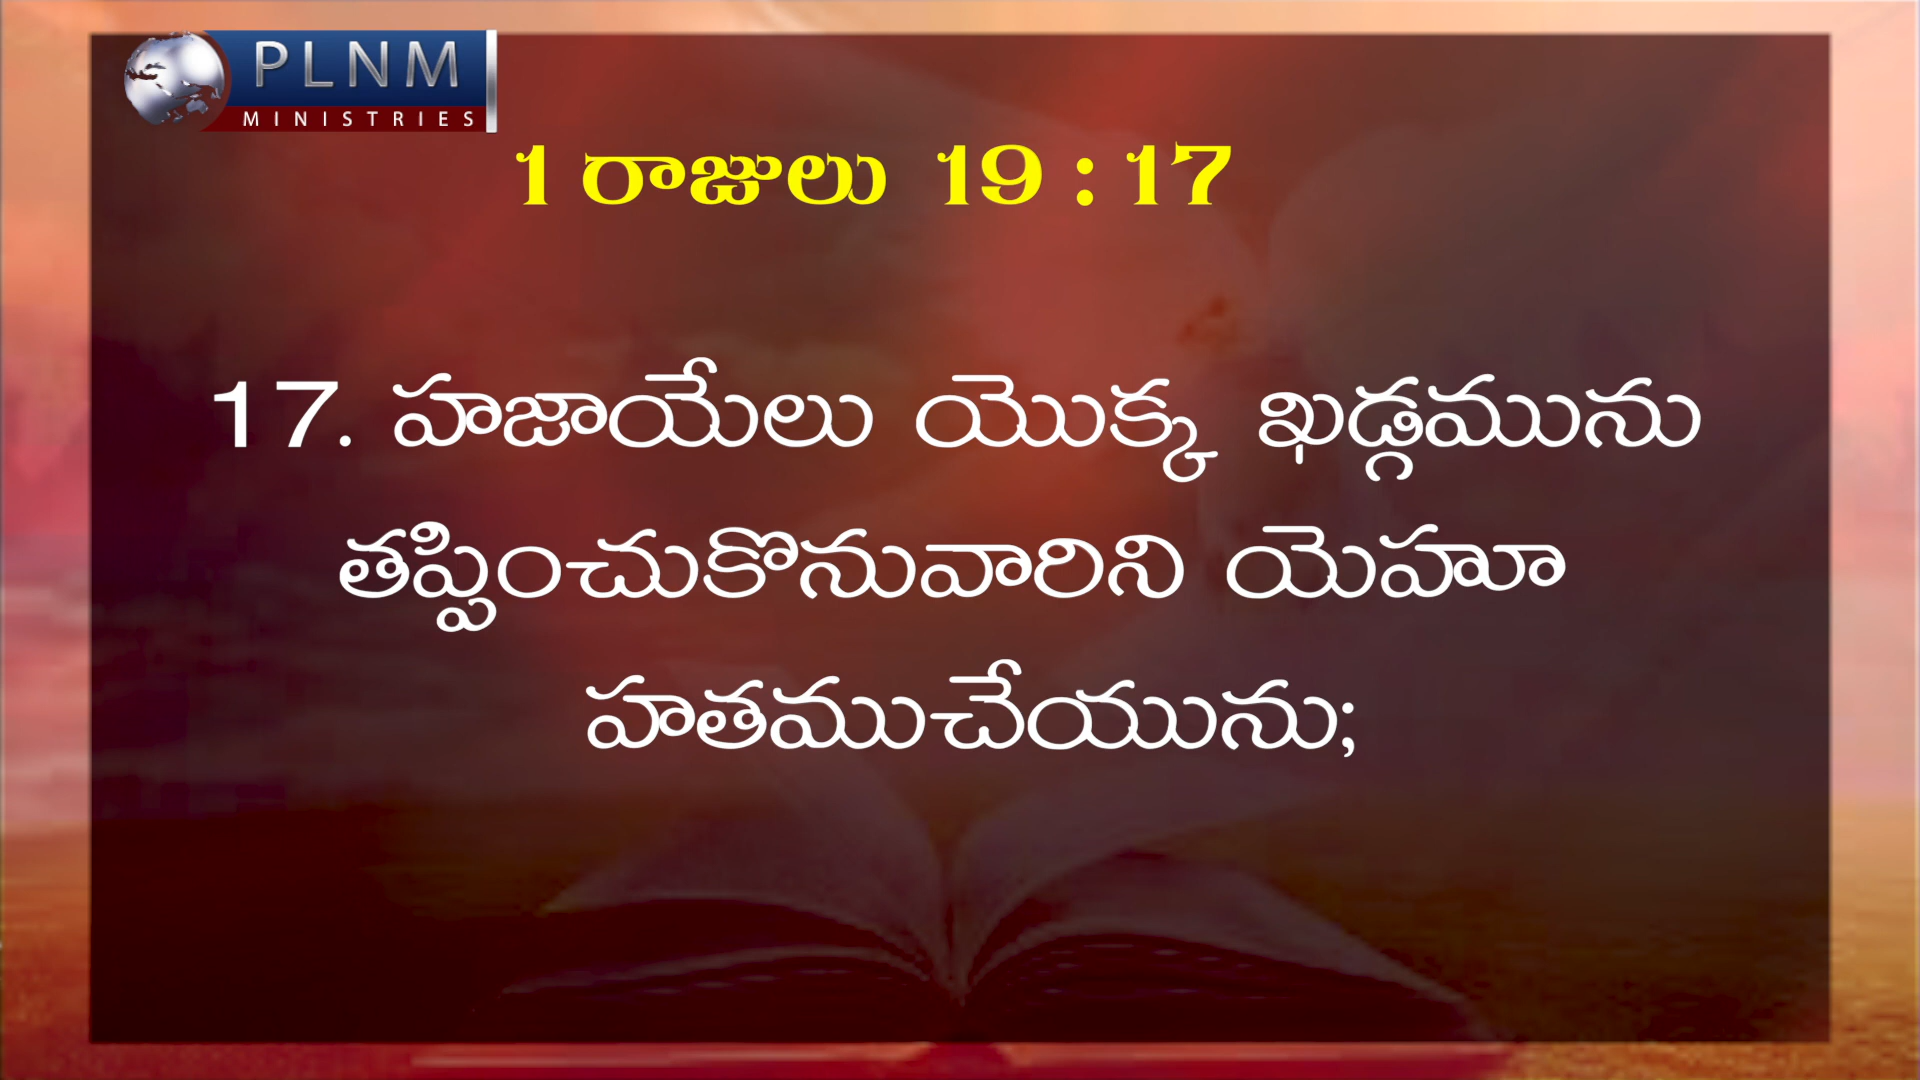 PLNM
MINISTRIES
1 రాజులు 19 : 17
17. హజాయేలు యొక్క ఖడ్గమును
తప్పించుకొనువారిని యెహూ
హతముచేయును;